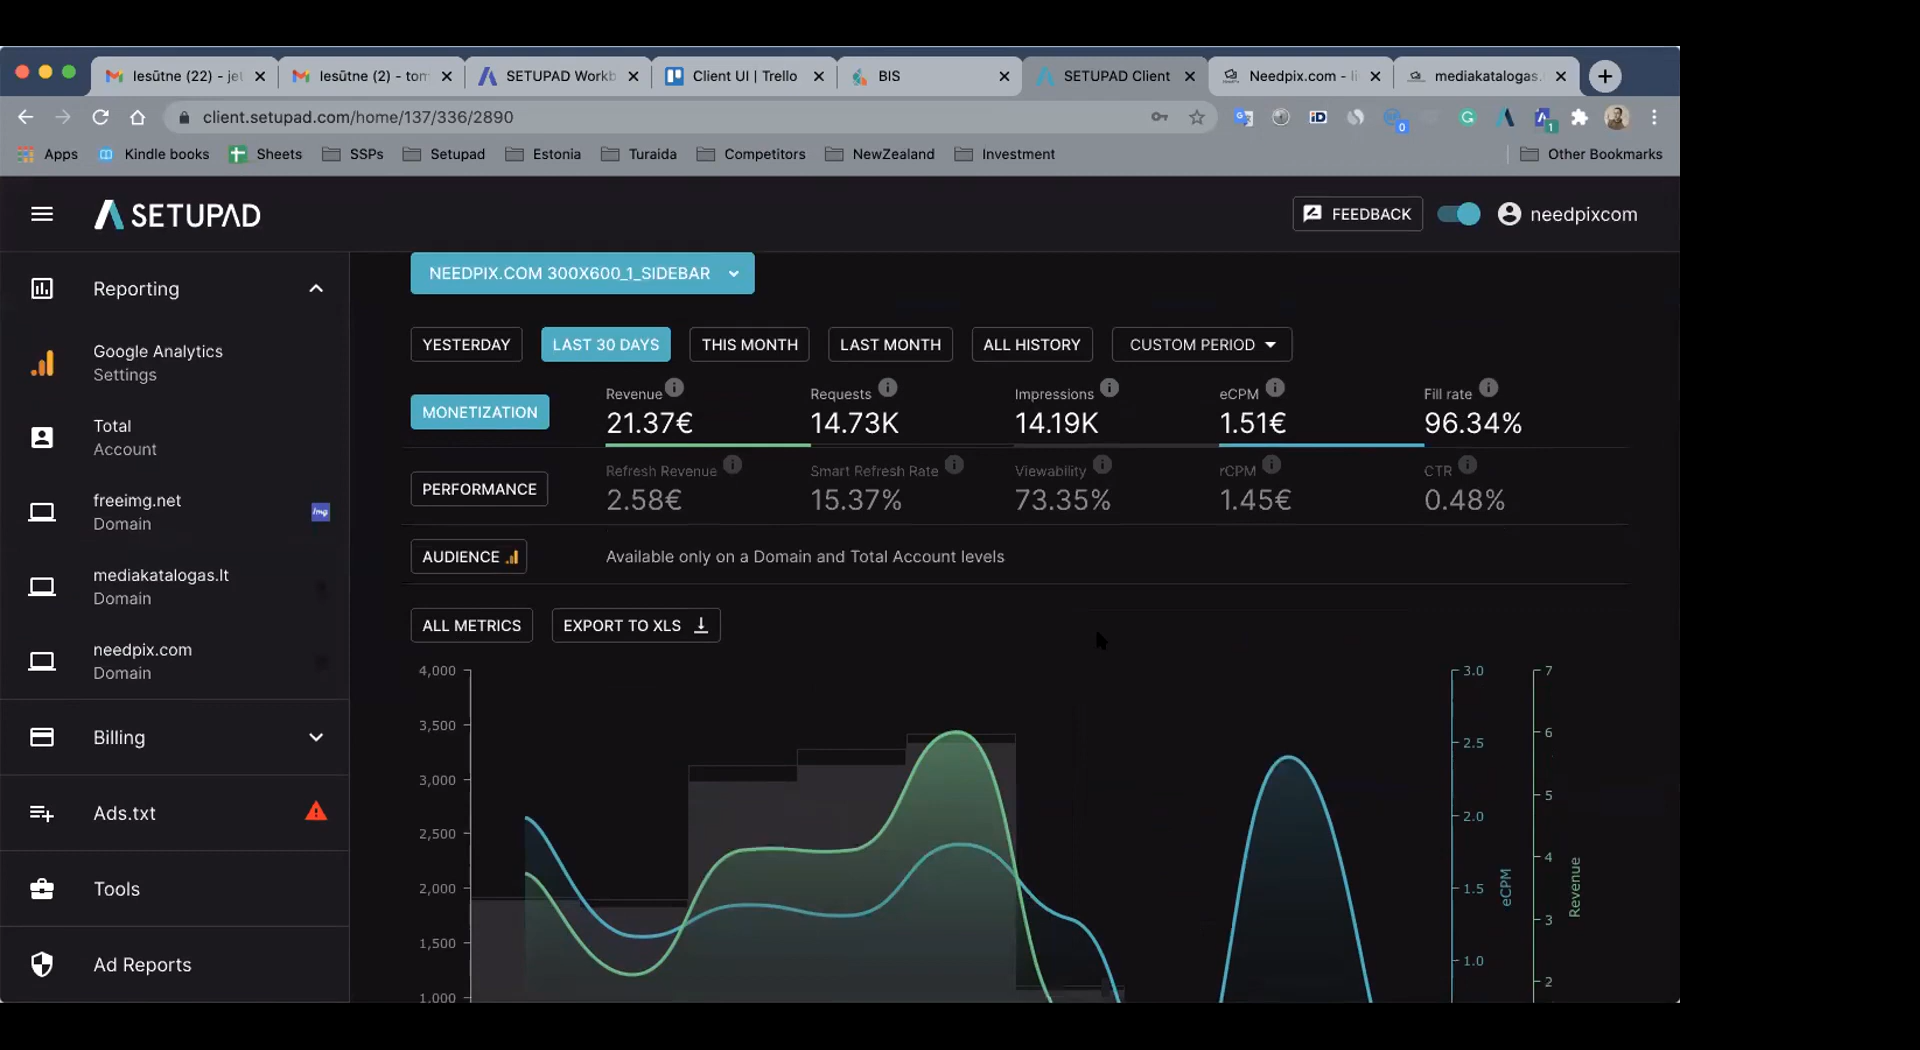 Iesūtne (22) - je
Iesūtne (2) - tom
SETUPAD Workb
Client UI | Trello
BIS
SETUPAD Client
Needpix.com - li
mediakatalogas.
client.setupad.com/home/137/336/2890
0
1
Apps
Kindle books
Sheets
SSPs
Setupad
Estonia
Turaida
Competitors
NewZealand
Investment
Other Bookmarks
SETUPAD
FEEDBACK
needpixcom
Reporting
Google Analytics
Settings
Total
Account
freeimg.net
Domain
mediakatalogas.lt
Domain
needpix.com
Domain
Billing
Ads.txt
Tools
Ad Reports
NEEDPIX.COM 300X600_1_SIDEBAR
YESTERDAY
LAST 30 DAYS
THIS MONTH
LAST MONTH
ALL HISTORY
CUSTOM PERIOD
MONETIZATION
Revenue
21.37€
Requests
14.73K
Impressions
14.19K
eCPM
1.51€
Fill rate
96.34%
PERFORMANCE
Refresh Revenue
2.58€
Smart Refresh Rate
15.37%
Viewability
73.35%
rCPM
1.45€
CTR
0.48%
AUDIENCE
Available only on a Domain and Total Account levels
ALL METRICS
EXPORT TO XLS
4,000
3,500
3,000
2,500
2,000
1,500
1,000
3.0
2.5
2.0
1.5
1.0
eCPM
7
6
5
4
3
2
Revenue